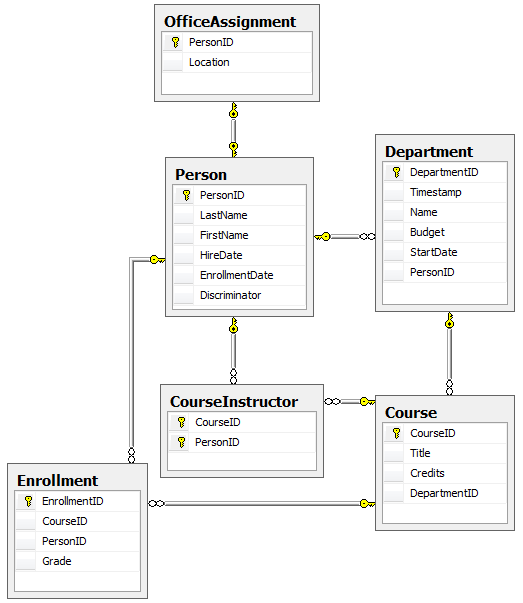 OfficeAssignment
PersonID
Location
Person
PersonID
LastName
FirstName
HireDate
EnrollmentDate
Discriminator
Department
DepartmentID
Timestamp
Name
Budget
StartDate
PersonID
CourseInstructor
CourseID
PersonID
Course
CourseID
Title
Credits
DepartmentID
Enrollment
EnrollmentID
CourseID
PersonID
Grade